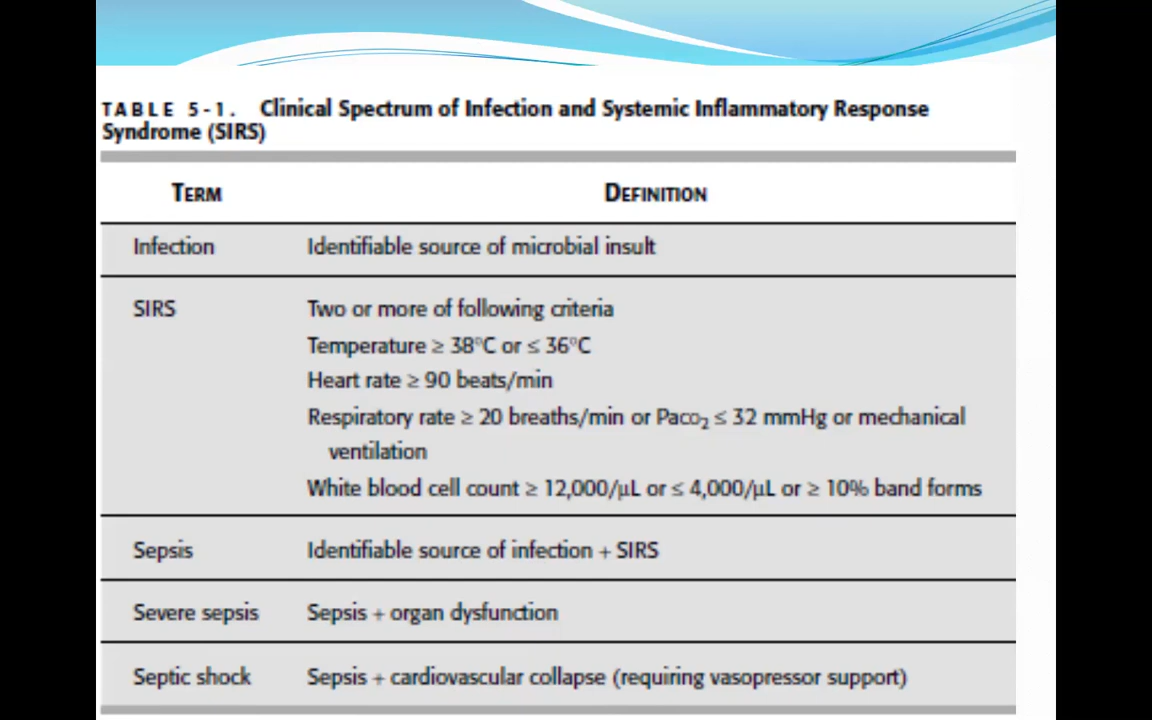 TABLE 5-1. Clinical Spectrum of Infection and Systemic Inflammatory Response
Syndrome (SIRS)
TERM DEFINITION
Infection Identifiable source of microbial insult
SIRS Two or more of following criteria
Temperature ≥ 38°C or ≤ 36°C
Heart rate ≥ 90 beats/min
Respiratory rate ≥ 20 breaths/min or Paco₂ ≤ 32 mmHg or mechanical
ventilation
White blood cell count ≥ 12,000/μL or ≤ 4,000/μL or ≥ 10% band forms
Sepsis Identifiable source of infection + SIRS
Severe sepsis Sepsis + organ dysfunction
Septic shock Sepsis + cardiovascular collapse (requiring vasopressor support)